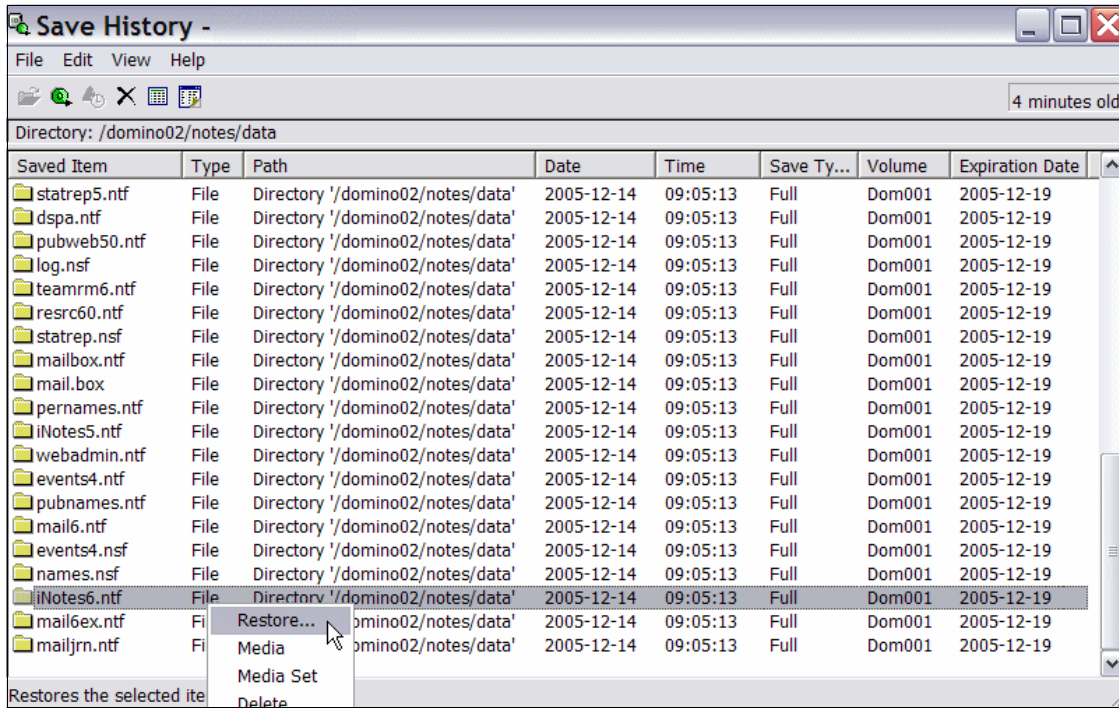 Save History -
File Edit View Help
4 minutes old
Directory: /domino02/notes/data
Saved Item Type Path Date Time Save Ty... Volume Expiration Date
statrep5.ntf File Directory '/domino02/notes/data' 2005-12-14 09:05:13 Full Dom001 2005-12-19
dspa.ntf File Directory '/domino02/notes/data' 2005-12-14 09:05:13 Full Dom001 2005-12-19
pubweb50.ntf File Directory '/domino02/notes/data' 2005-12-14 09:05:13 Full Dom001 2005-12-19
log.nsf File Directory '/domino02/notes/data' 2005-12-14 09:05:13 Full Dom001 2005-12-19
teamrm6.ntf File Directory '/domino02/notes/data' 2005-12-14 09:05:13 Full Dom001 2005-12-19
resrc60.ntf File Directory '/domino02/notes/data' 2005-12-14 09:05:13 Full Dom001 2005-12-19
statrep.nsf File Directory '/domino02/notes/data' 2005-12-14 09:05:13 Full Dom001 2005-12-19
mailbox.ntf File Directory '/domino02/notes/data' 2005-12-14 09:05:13 Full Dom001 2005-12-19
mail.box File Directory '/domino02/notes/data' 2005-12-14 09:05:13 Full Dom001 2005-12-19
pernames.ntf File Directory '/domino02/notes/data' 2005-12-14 09:05:13 Full Dom001 2005-12-19
iNotes5.ntf File Directory '/domino02/notes/data' 2005-12-14 09:05:13 Full Dom001 2005-12-19
webadmin.ntf File Directory '/domino02/notes/data' 2005-12-14 09:05:13 Full Dom001 2005-12-19
events4.ntf File Directory '/domino02/notes/data' 2005-12-14 09:05:13 Full Dom001 2005-12-19
pubnames.ntf File Directory '/domino02/notes/data' 2005-12-14 09:05:13 Full Dom001 2005-12-19
mail6.ntf File Directory '/domino02/notes/data' 2005-12-14 09:05:13 Full Dom001 2005-12-19
events4.nsf File Directory '/domino02/notes/data' 2005-12-14 09:05:13 Full Dom001 2005-12-19
names.nsf File Directory '/domino02/notes/data' 2005-12-14 09:05:13 Full Dom001 2005-12-19
iNotes6.ntf File Directory '/domino02/notes/data' 2005-12-14 09:05:13 Full Dom001 2005-12-19
mail6ex.ntf Fi Restore... omino02/notes/data' 2005-12-14 09:05:13 Full Dom001 2005-12-19
mailjrn.ntf Fi Media omino02/notes/data' 2005-12-14 09:05:13 Full Dom001 2005-12-19
Media Set
Restores the selected ite Delete